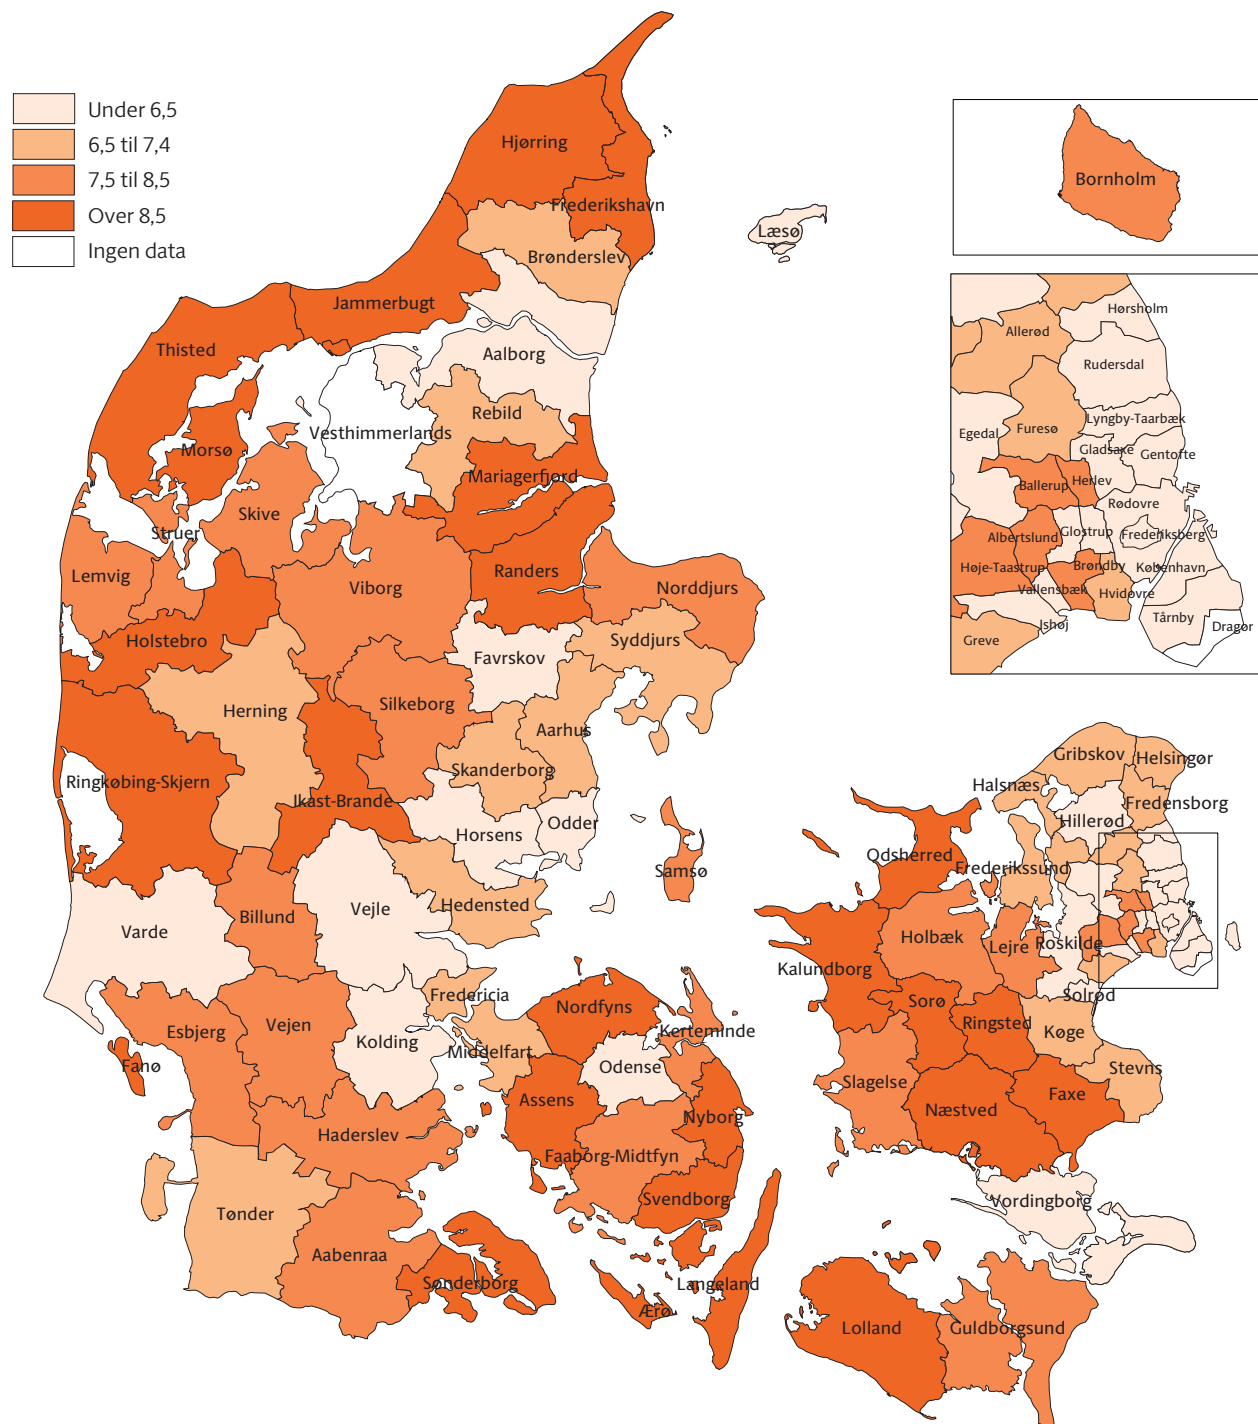 Under 6,5
6,5 til 7,4
7,5 til 8,5
Over 8,5
Ingen data
Hjørring
Frederikshavn
Læsø
Brønderslev
Jammerbugt
Thisted
Aalborg
Rebild
Vesthimmerlands
Morsø
Mariagerfjord
Skive
Struer
Lemvig
Viborg
Randers
Norddjurs
Holstebro
Favrskov
Syddjurs
Silkeborg
Herning
Aarhus
Skanderborg
Ringkøbing-Skjern
Ikast-Brande
Horsens
Odder
Samsø
Hedensted
Vejle
Billund
Varde
Fredericia
Esbjerg
Vejen
Kolding
Middelfart
Fanø
Nordfyns
Kerteminde
Odense
Assens
Nyborg
Haderslev
Faaborg-Midtfyn
Svendborg
Tønder
Aabenraa
Sønderborg
Langeland
Ærø
Bornholm
Hørsholm
Allerød
Rudersdal
Lyngby-Taarbæk
Furesø
Egedal
Gladsaxe
Gentofte
Ballerup
Herlev
Rødovre
Albertslund
Glostrup
Frederiksberg
Høje-Taastrup
Brøndby
København
Vallensbæk
Hvidovre
Ishøj
Tårnby
Dragør
Greve
Gribskov
Helsingør
Halsnæs
Fredensborg
Hillerød
Odsherred
Frederikssund
Holbæk
Lejre
Roskilde
Kalundborg
Solrød
Sorø
Ringsted
Køge
Stevns
Slagelse
Næstved
Faxe
Vordingborg
Lolland
Guldborgsund